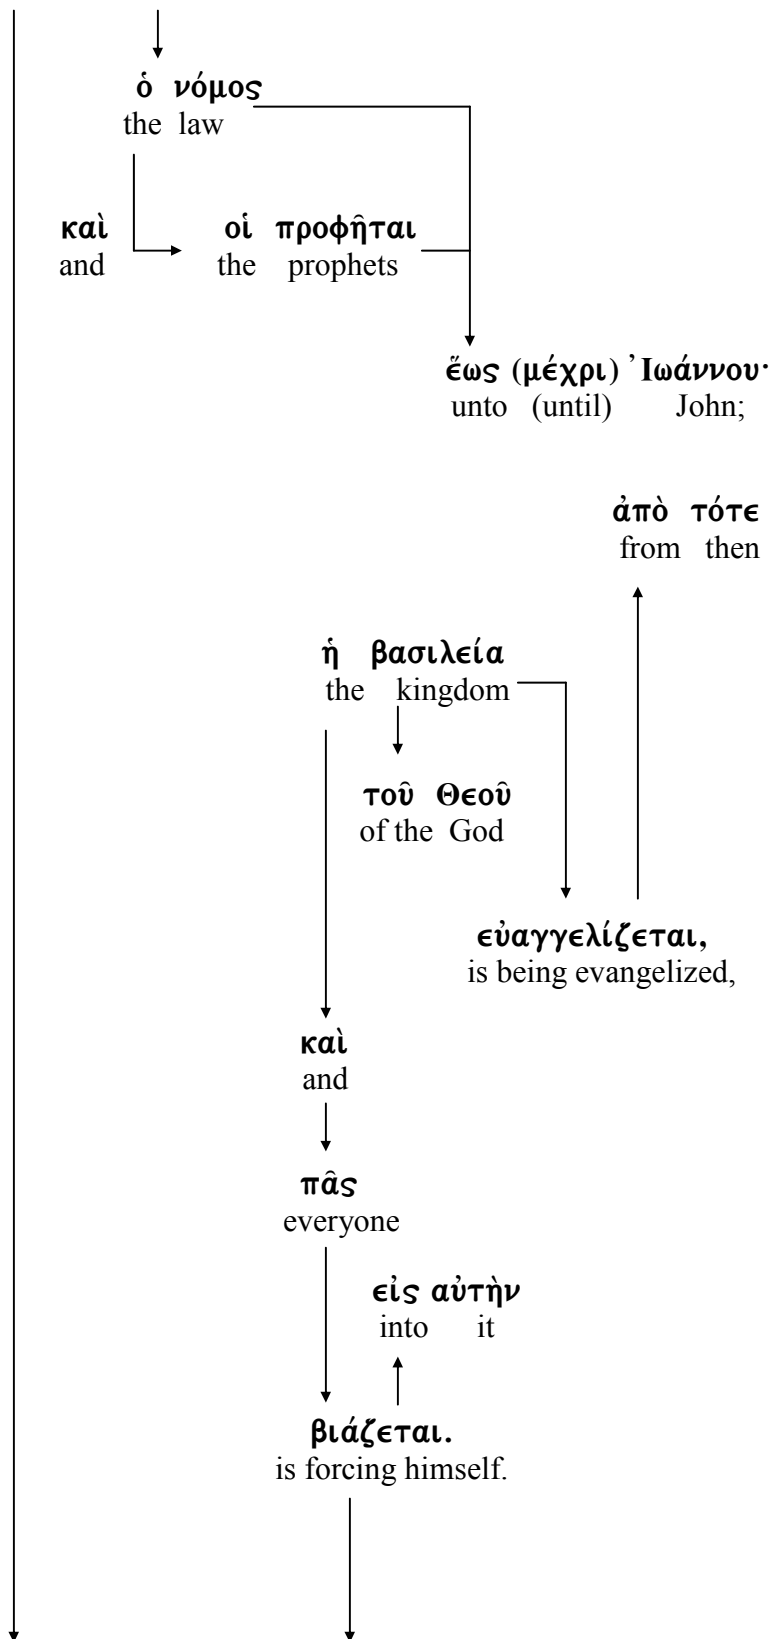 ὁ νόμος
the law
καὶ οἱ προφῆται
and the prophets
ἕως (μέχρι) Ἰωάννου·
unto (until) John;
ἀπὸ τότε
from then
ἡ βασιλεία
the kingdom
τοῦ Θεοῦ
of the God
εὐαγγελίζεται,
is being evangelized,
καὶ
and
πᾶς
everyone
εἰς αὐτὴν
into it
βιάζεται.
is forcing himself.